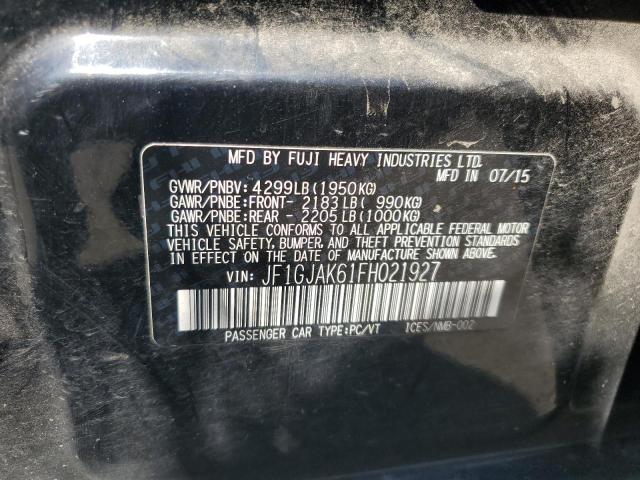 MFD BY FUJI HEAVY INDUSTRIES LTD.
MFD IN 07/15
GVWR/PNBV: 4299LB(1950KG)
GAWR/PNBE:FRONT- 2183LB( 990KG)
GAWR/PNBE:REAR - 2205LB(1000KG)
THIS VEHICLE CONFORMS TO ALL APPLICABLE FEDERAL MOTOR
VEHICLE SAFETY, BUMPER, AND THEFT PREVENTION STANDARDS
IN EFFECT ON THE DATE OF MANUFACTURE SHOWN ABOVE.
VIN: JF1GJAK61FH021927
PASSENGER CAR TYPE:PC/VT ICES/NMB-002